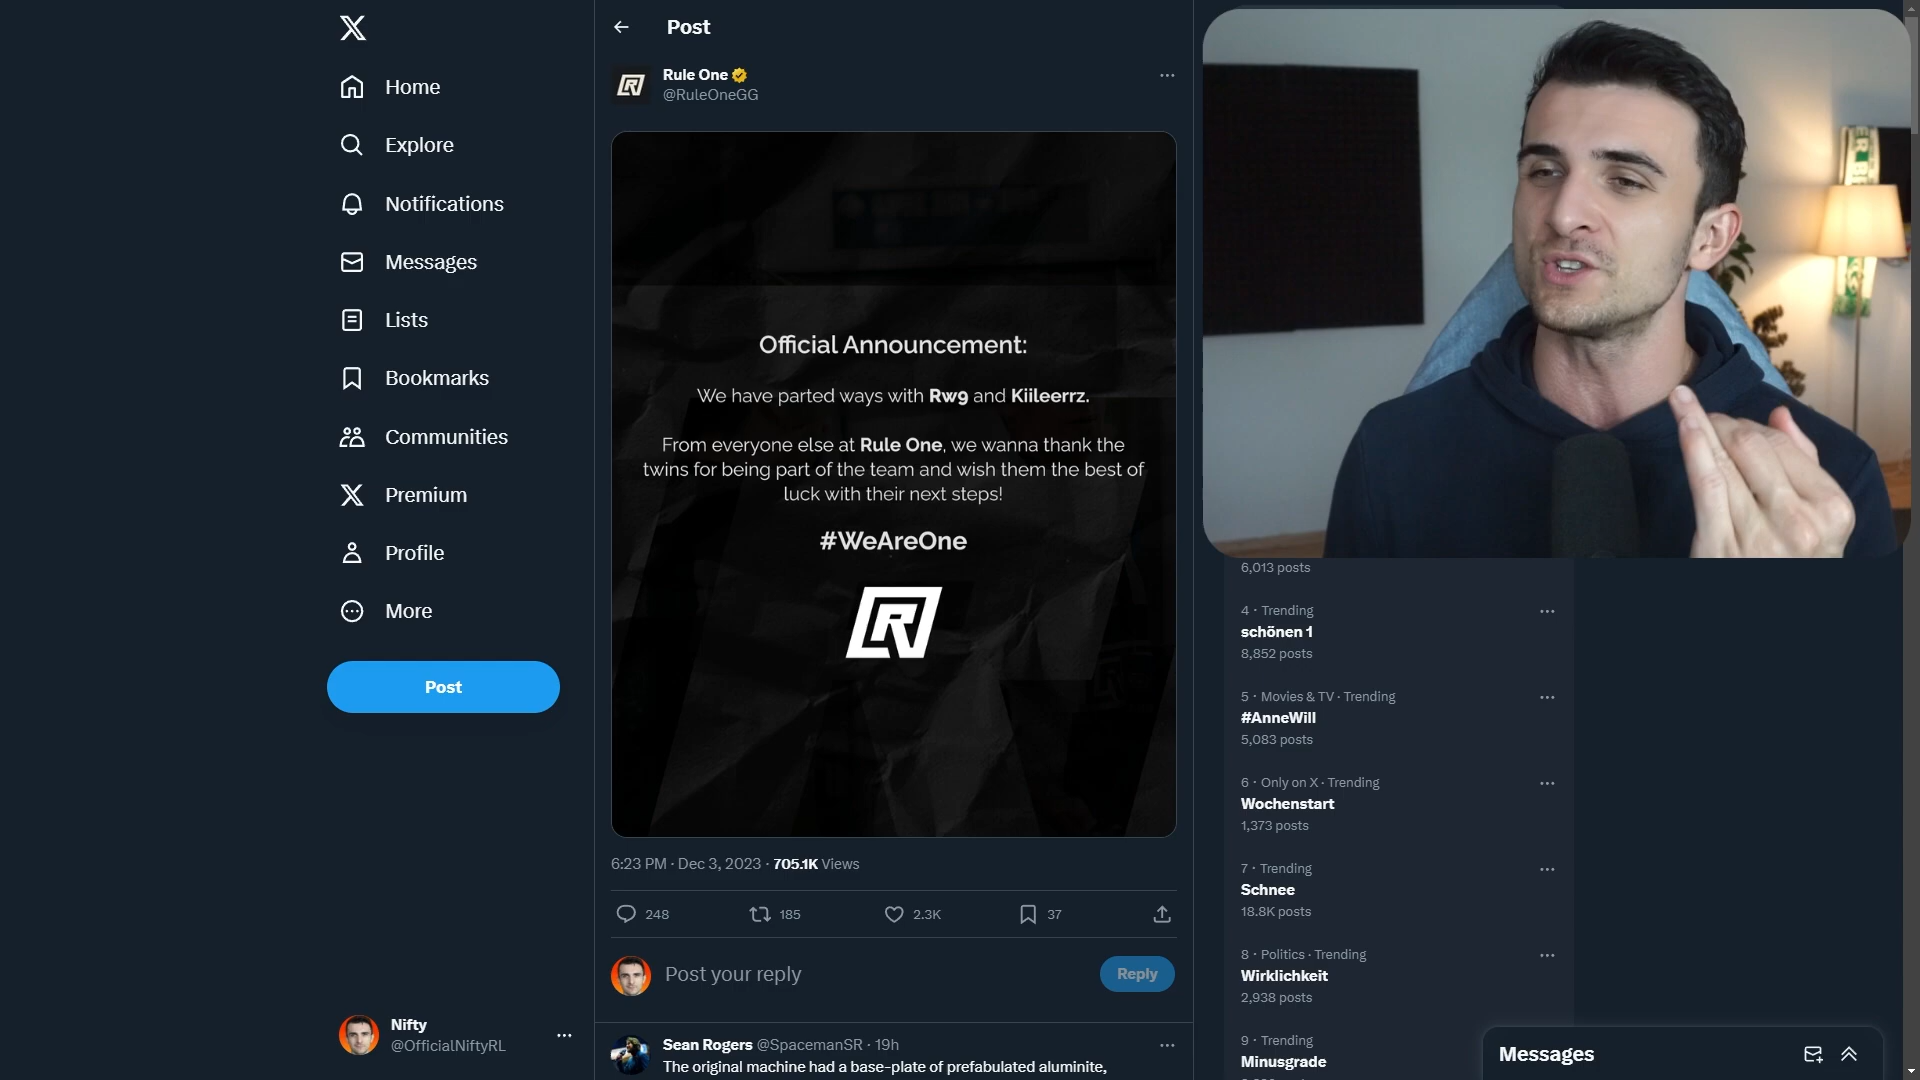 Home
Explore
Notifications
Messages
Lists
Bookmarks
Communities
Premium
Profile
More
Post
Nifty
@OfficialNiftyRL
Post
Rule One
@RuleOneGG
Official Announcement:
We have parted ways with Rw9 and Kiileerrz.
From everyone else at Rule One, we wanna thank the
twins for being part of the team and wish them the best of
luck with their next steps!
#WeAreOne
6:23 PM · Dec 3, 2023 · 705.1K Views
248
185
2.3K
37
Post your reply
Reply
Sean Rogers @SpacemanSR · 19h
The original machine had a base-plate of prefabulated aluminite,
6,013 posts
4 · Trending
schönen 1
8,852 posts
5 · Movies & TV · Trending
#AnneWill
5,083 posts
6 · Only on X · Trending
Wochenstart
1,373 posts
7 · Trending
Schnee
18.8K posts
8 · Politics · Trending
Wirklichkeit
2,938 posts
9 · Trending
Minusgrade
Messages